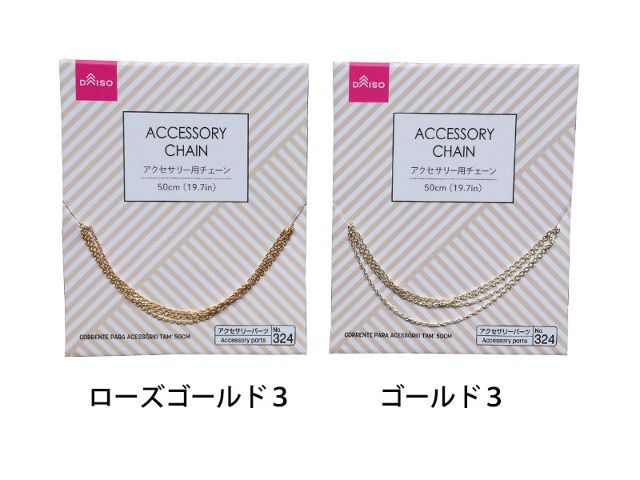 DAISO
ACCESSORY
CHAIN
アクセサリー用チェーン
50cm (19.7in)
CORRENTE PARA ACESSÓRIO TAM: 50CM
アクセサリーパーツ
Accessory parts
No.
324
ローズゴールド3
DAISO
ACCESSORY
CHAIN
アクセサリー用チェーン
50cm (19.7in)
CORRENTE PARA ACESSÓRIO TAM: 50CM
アクセサリーパーツ
Accessory parts
No.
324
ゴールド3